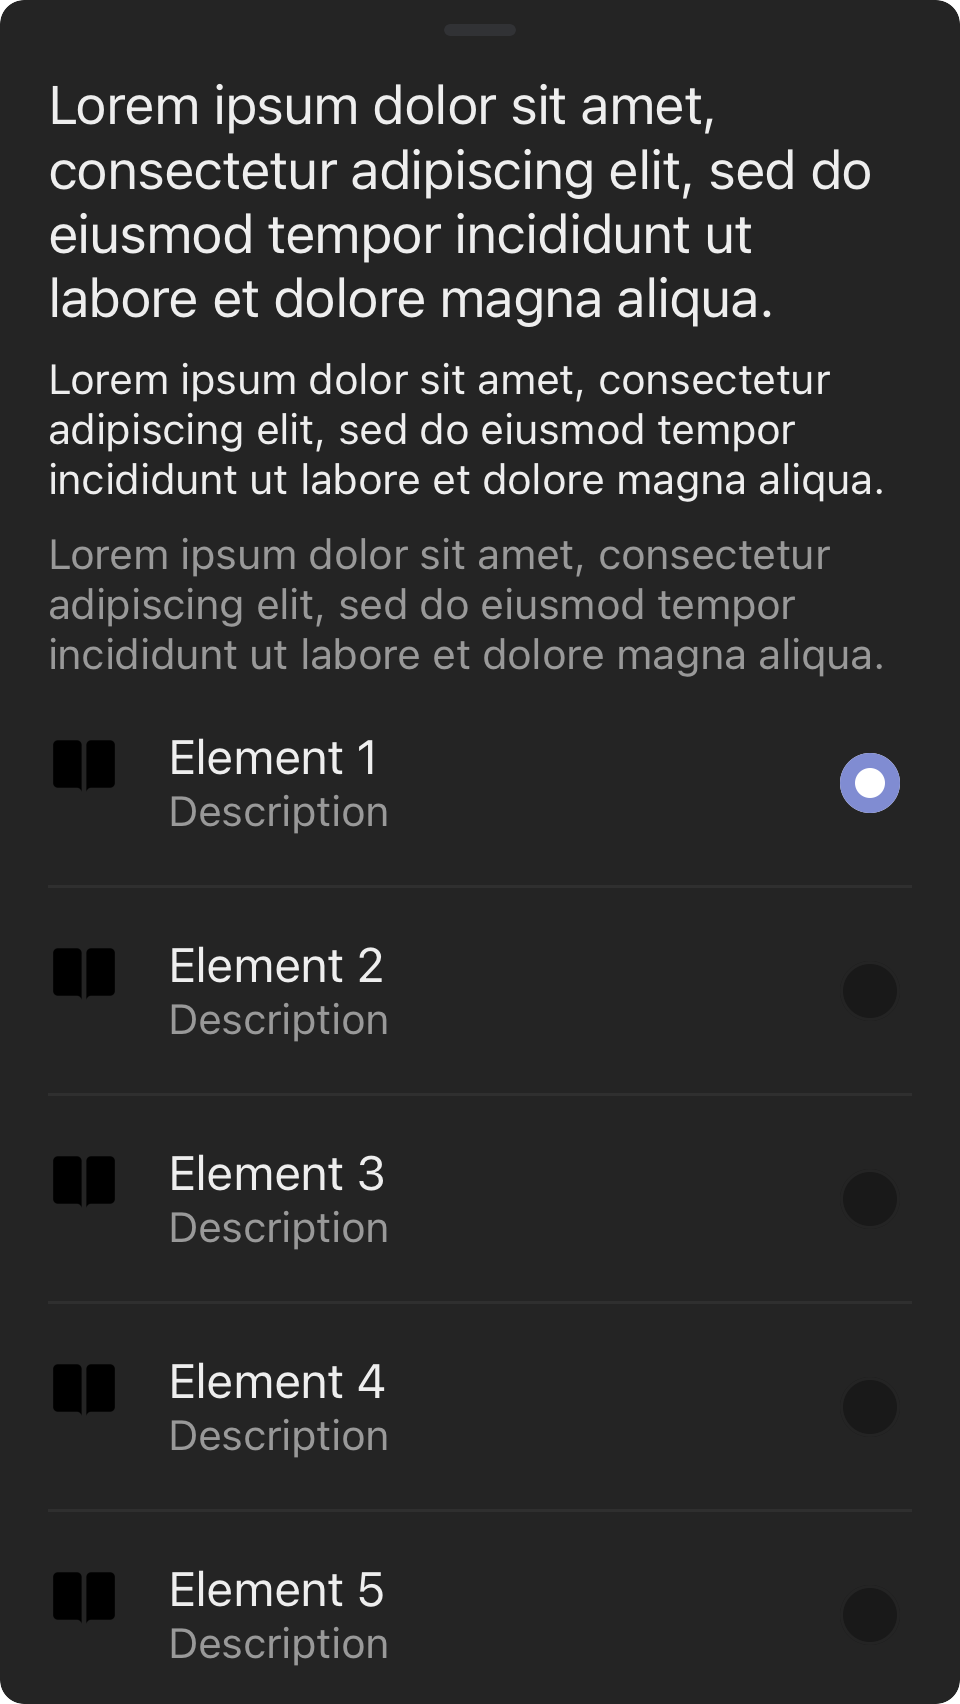 Lorem ipsum dolor sit amet,
consectetur adipiscing elit, sed do
eiusmod tempor incididunt ut
labore et dolore magna aliqua.
Lorem ipsum dolor sit amet, consectetur
adipiscing elit, sed do eiusmod tempor
incididunt ut labore et dolore magna aliqua.
Lorem ipsum dolor sit amet, consectetur
adipiscing elit, sed do eiusmod tempor
incididunt ut labore et dolore magna aliqua.
Element 1
Description
Element 2
Description
Element 3
Description
Element 4
Description
Element 5
Description